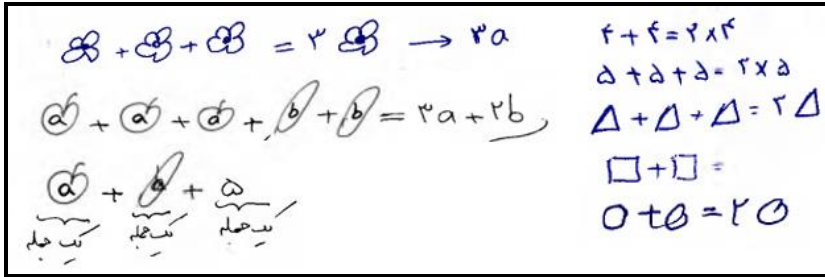 + + = ۳ → ۳a
a + a + a + b + b = ۳a + ۲b
a + a + ۵
یک جمله یک جمله یک جمله
۴ + ۴ = ۲ × ۴
۵ + ۵ + ۵ = ۳ × ۵
△ + △ + △ = ۳ △
□ + □ =
○ + ○ = ۲ ○